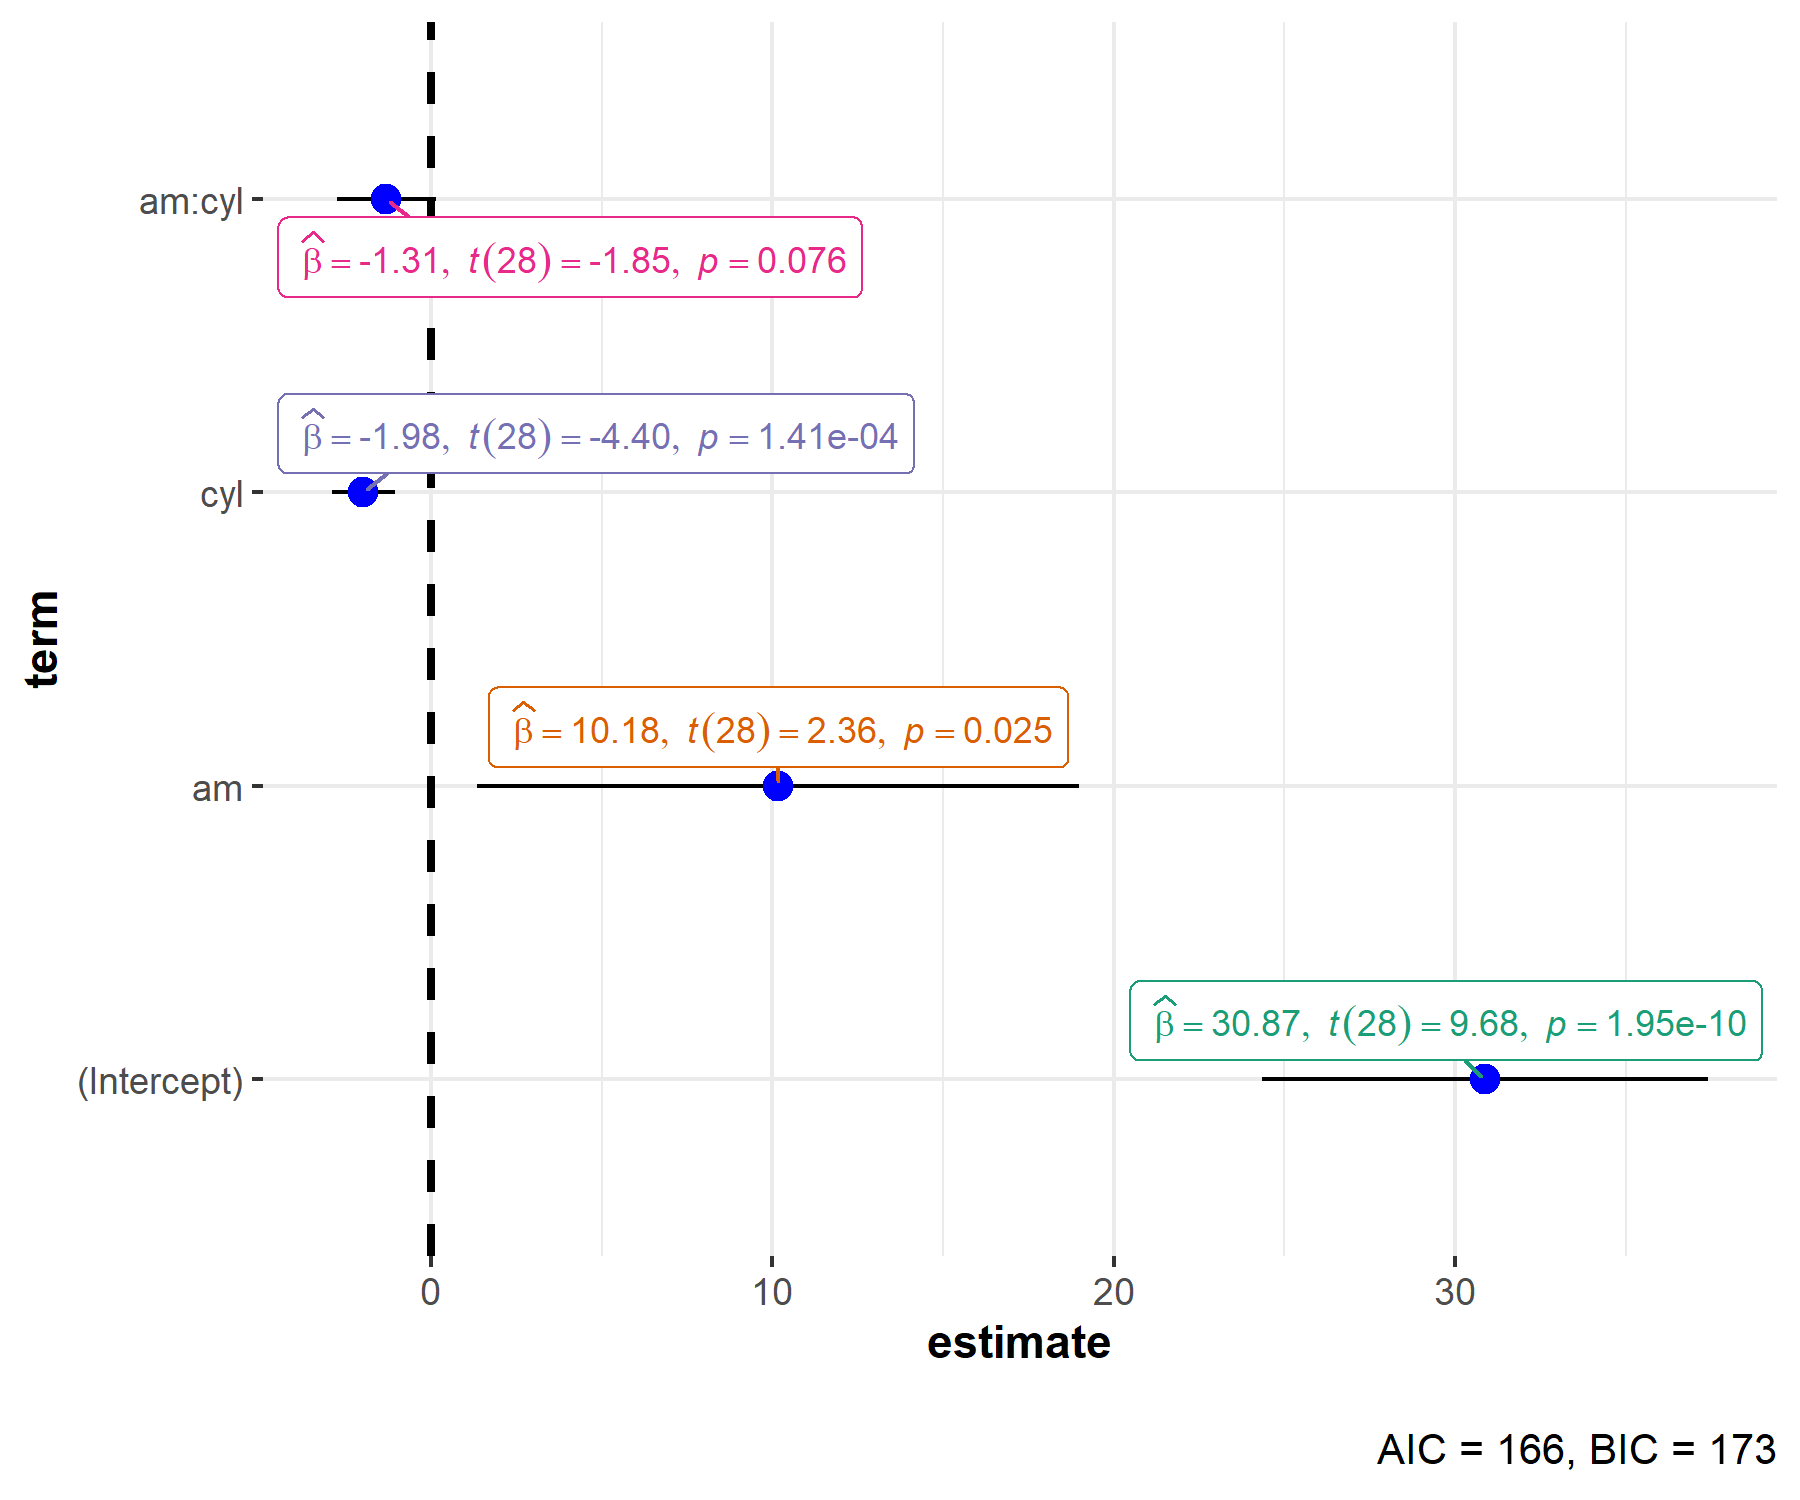 am:cyl
β̂ = -1.31, t(28) = -1.85, p = 0.076
β̂ = -1.98, t(28) = -4.40, p = 1.41e-04
cyl
term
β̂ = 10.18, t(28) = 2.36, p = 0.025
am
β̂ = 30.87, t(28) = 9.68, p = 1.95e-10
(Intercept)
0 10 20 30
estimate
AIC = 166, BIC = 173